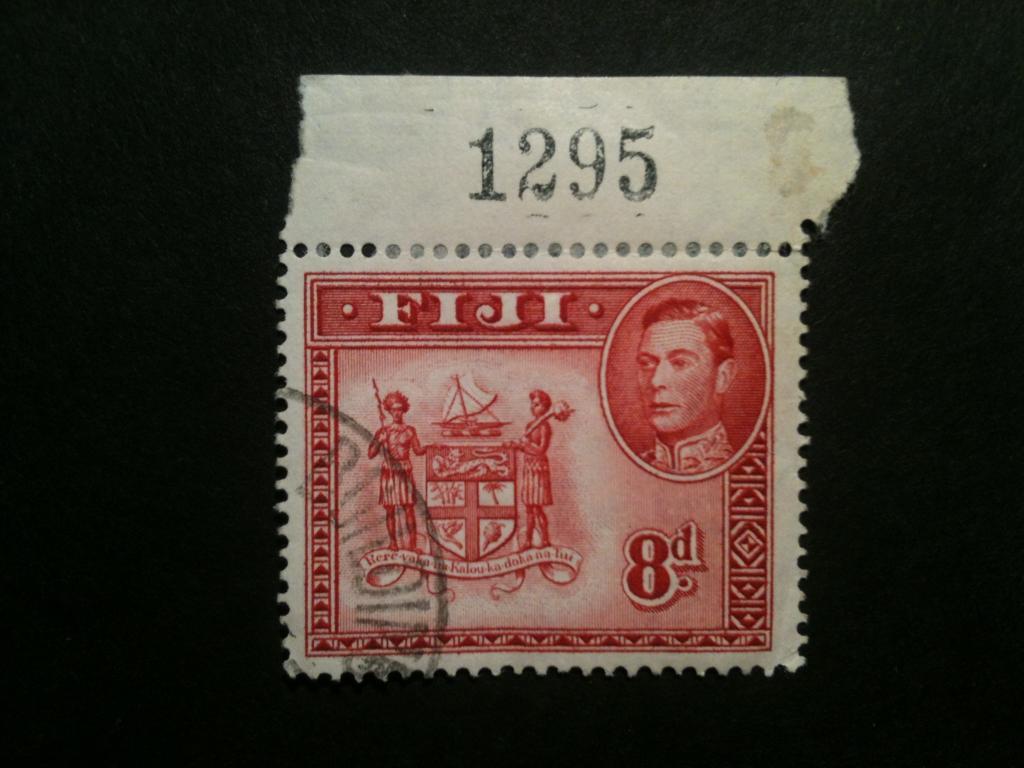 1295
· FIJI ·
Rere-vaka-na-Kalou-ka-doka-na-Tui
8d.